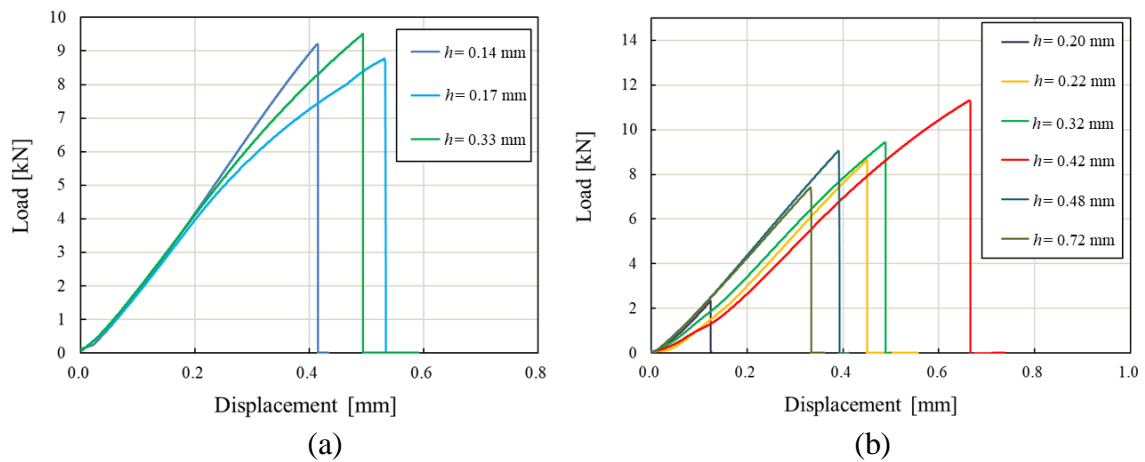 10
9
8
7
6
5
4
3
2
1
0
Load [kN]
0.0 0.2 0.4 0.6 0.8
Displacement [mm]
h = 0.14 mm
h = 0.17 mm
h = 0.33 mm
(a)
14
12
10
8
6
4
2
0
Load [kN]
0.0 0.2 0.4 0.6 0.8 1.0
Displacement [mm]
h = 0.20 mm
h = 0.22 mm
h = 0.32 mm
h = 0.42 mm
h = 0.48 mm
h = 0.72 mm
(b)